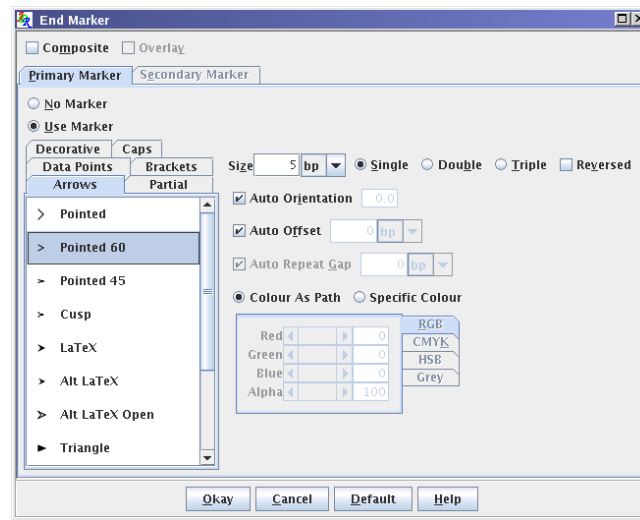 End Marker
Composite Overlay
Primary Marker Secondary Marker
No Marker
Use Marker
Decorative Caps
Data Points Brackets
Arrows Partial
Size 5 bp Single Double Triple Reversed
Auto Orientation 0.0
Auto Offset 0 bp
Auto Repeat Gap 0 bp
Colour As Path Specific Colour
Pointed
Pointed 60
Pointed 45
Cusp
LaTeX
Alt LaTeX
Alt LaTeX Open
Triangle
Red 0
Green 0
Blue 0
Alpha 100
RGB
CMYK
HSB
Grey
Okay Cancel Default Help